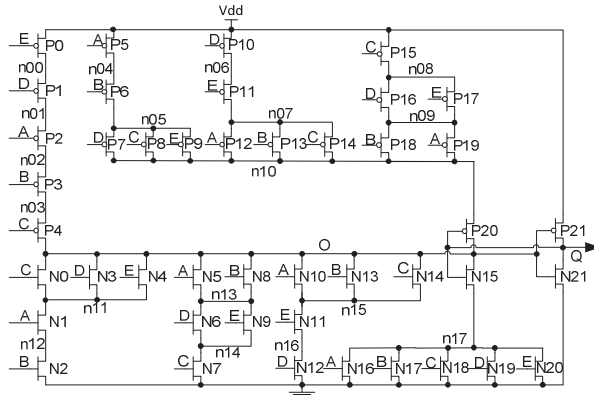 Vdd
E P0 A P5 D P10 C P15
n00 n04 n06 n08
D P1 B P6 E P11 D P16 E P17
n01 n05 n07 n09
A P2 D P7 C P8 E P9 A P12 B P13 C P14 B P18 A P19
n02 n10
B P3
n03
C P4 P20 P21
O Q
C N0 D N3 E N4 A N5 B N8 A N10 B N13 C N14 N15 N21
n11 n13 n15
A N1 D N6 E N9 E N11
n12 n14 n16 n17
B N2 C N7 D N12 A N16 B N17 C N18 D N19 E N20